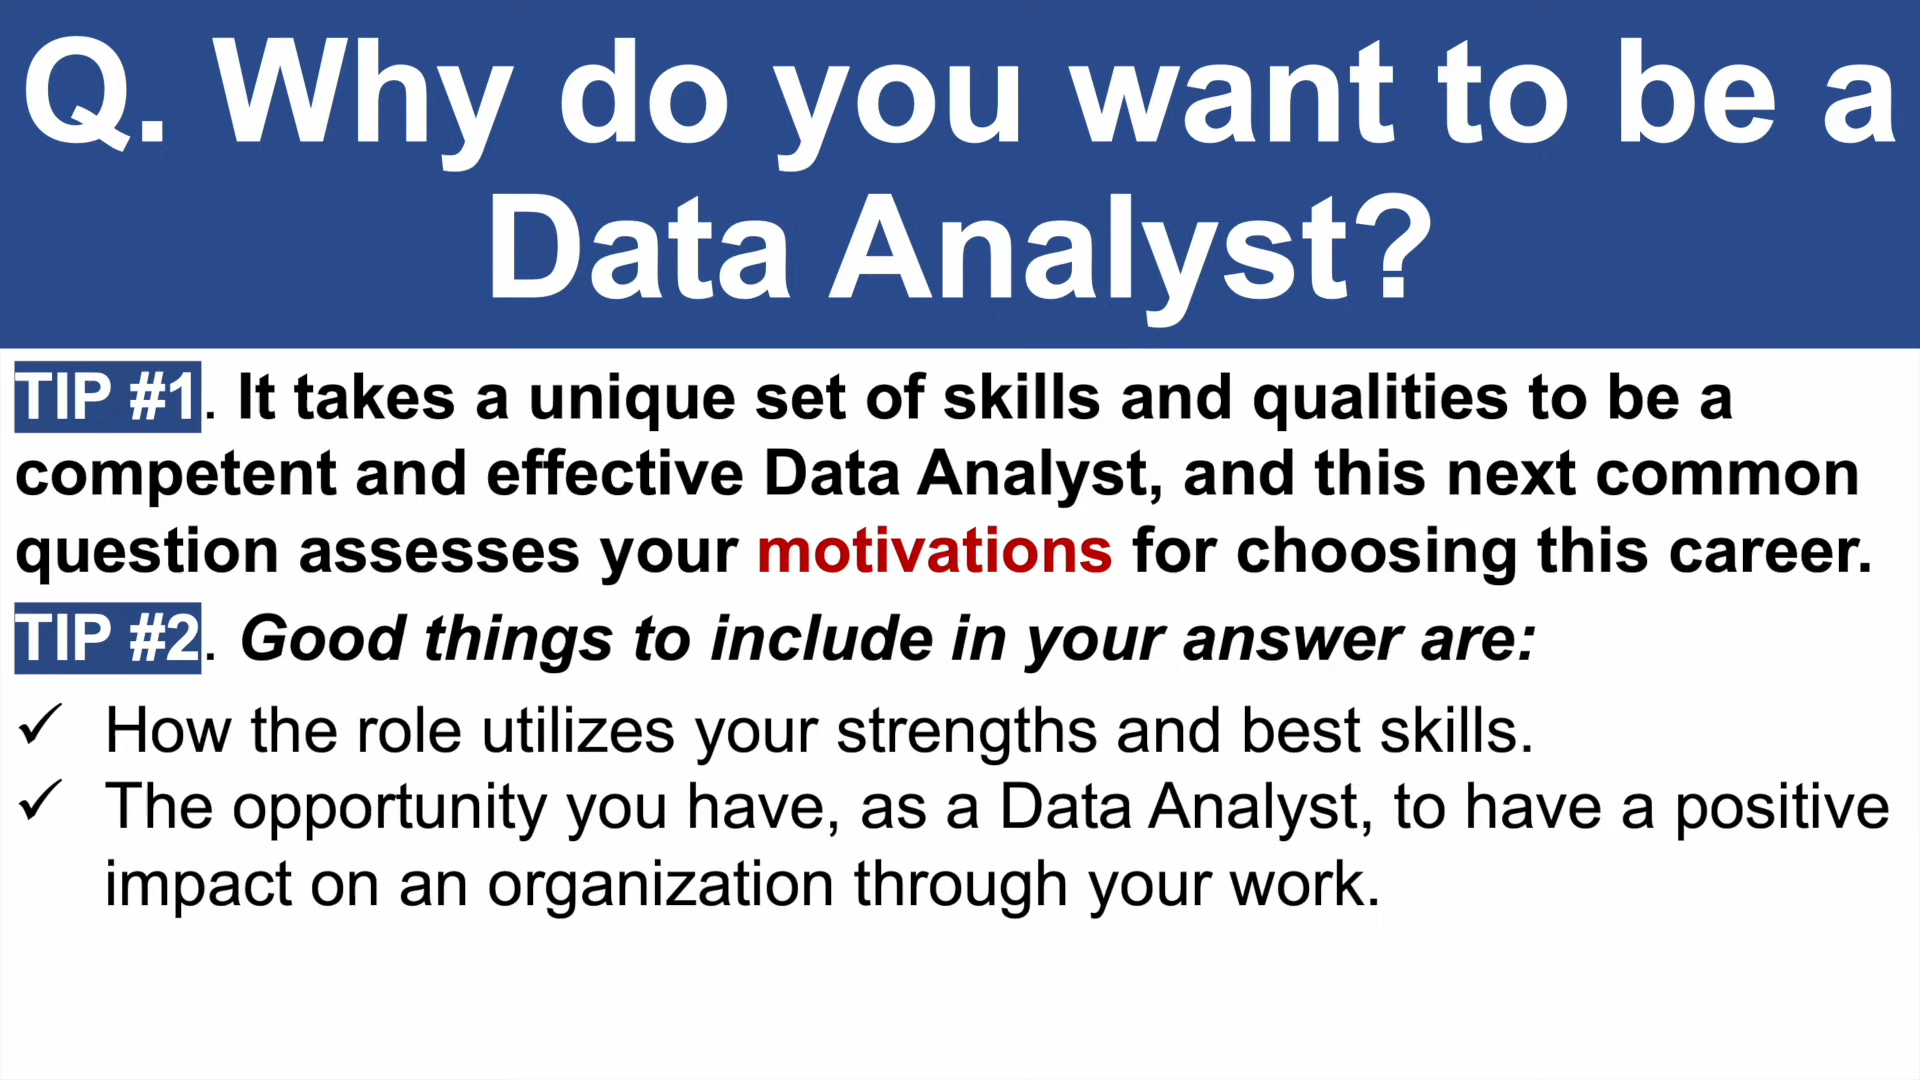 Q. Why do you want to be a
Data Analyst?
TIP #1. It takes a unique set of skills and qualities to be a
competent and effective Data Analyst, and this next common
question assesses your motivations for choosing this career.
TIP #2. Good things to include in your answer are:
✓ How the role utilizes your strengths and best skills.
✓ The opportunity you have, as a Data Analyst, to have a positive
impact on an organization through your work.